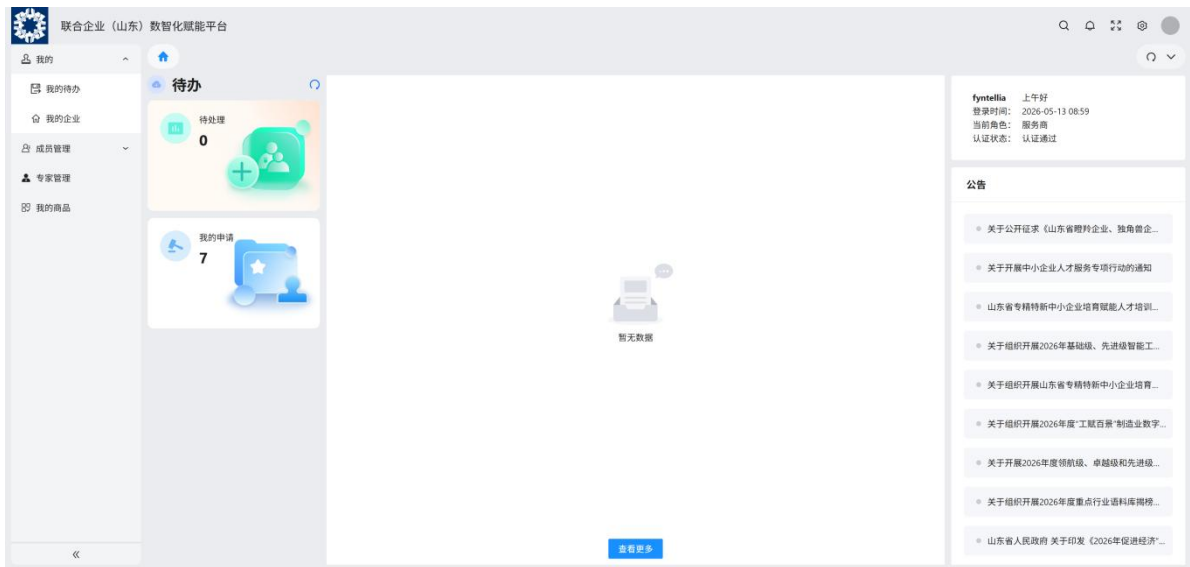 联合企业（山东）数智化赋能平台
我的
我的待办
我的企业
成员管理
专家管理
我的商品
待办
待处理
0
我的申请
7
暂无数据
查看更多
fyntellia 上午好
登录时间： 2026-05-13 08:59
当前角色： 服务商
认证状态： 认证通过
公告
关于公开征求《山东省瞪羚企业、独角兽企...
关于开展中小企业人才服务专项行动的通知
山东省专精特新中小企业培育赋能人才培训...
关于组织开展2026年基础级、先进级智能工...
关于组织开展山东省专精特新中小企业培育...
关于组织开展2026年度"工赋百景"制造业数字...
关于开展2026年度领航级、卓越级和先进级...
关于组织开展2026年度重点行业语料库揭榜...
山东省人民政府 关于印发《2026年促进经济"...